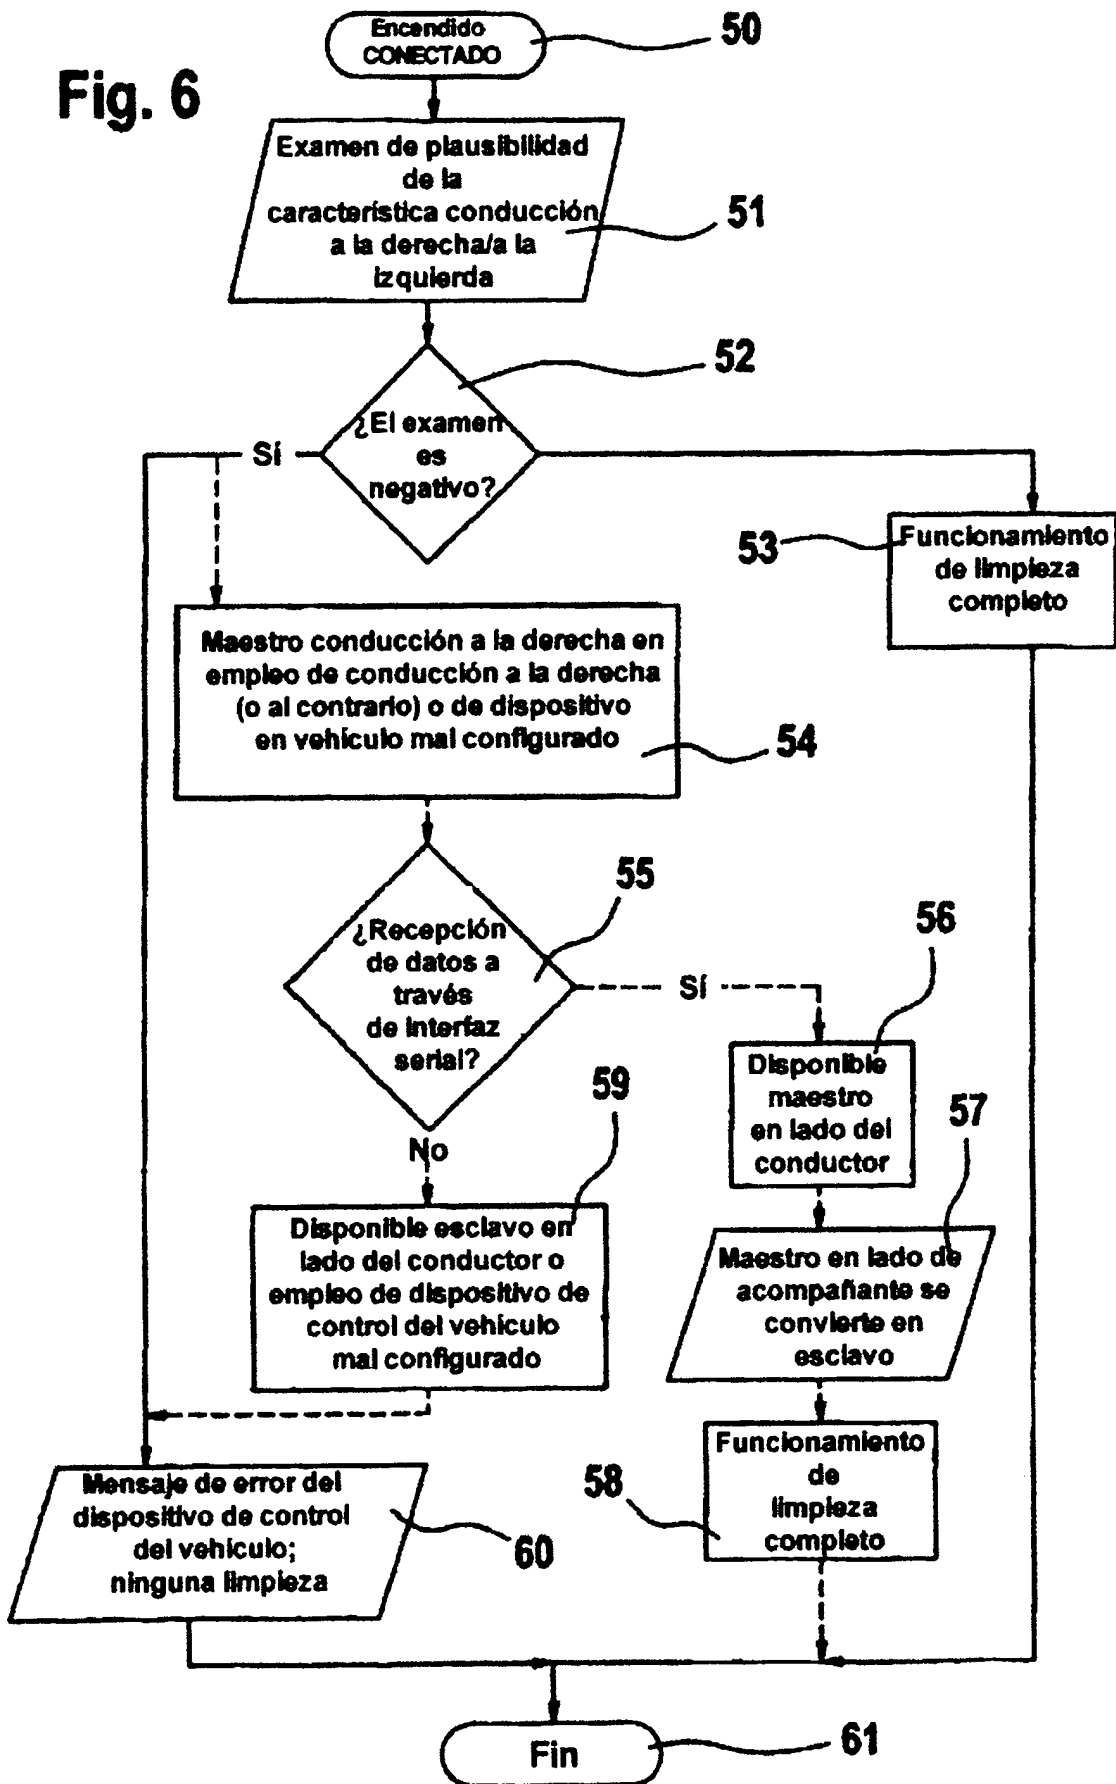 Encendido
CONECTADO
50
Fig. 6
Examen de plausibilidad
de la
característica conducción
a la derecha/a la
izquierda
51
52
¿El examen
es
negativo?
Sí
53
Funcionamiento
de limpieza
completo
Maestro conducción a la derecha en
empleo de conducción a la derecha
(o al contrario) o de dispositivo
en vehículo mal configurado
54
55
¿Recepción
de datos a
través
de interfaz
serial?
Sí
56
Disponible
maestro
en lado del
conductor
No
59
57
Disponible esclavo en
lado del conductor o
empleo de dispositivo de
control del vehículo
mal configurado
Maestro en lado de
acompañante se
convierte en
esclavo
Funcionamiento
de
limpieza
completo
58
Mensaje de error del
dispositivo de control
del vehículo;
ninguna limpieza
60
Fin
61